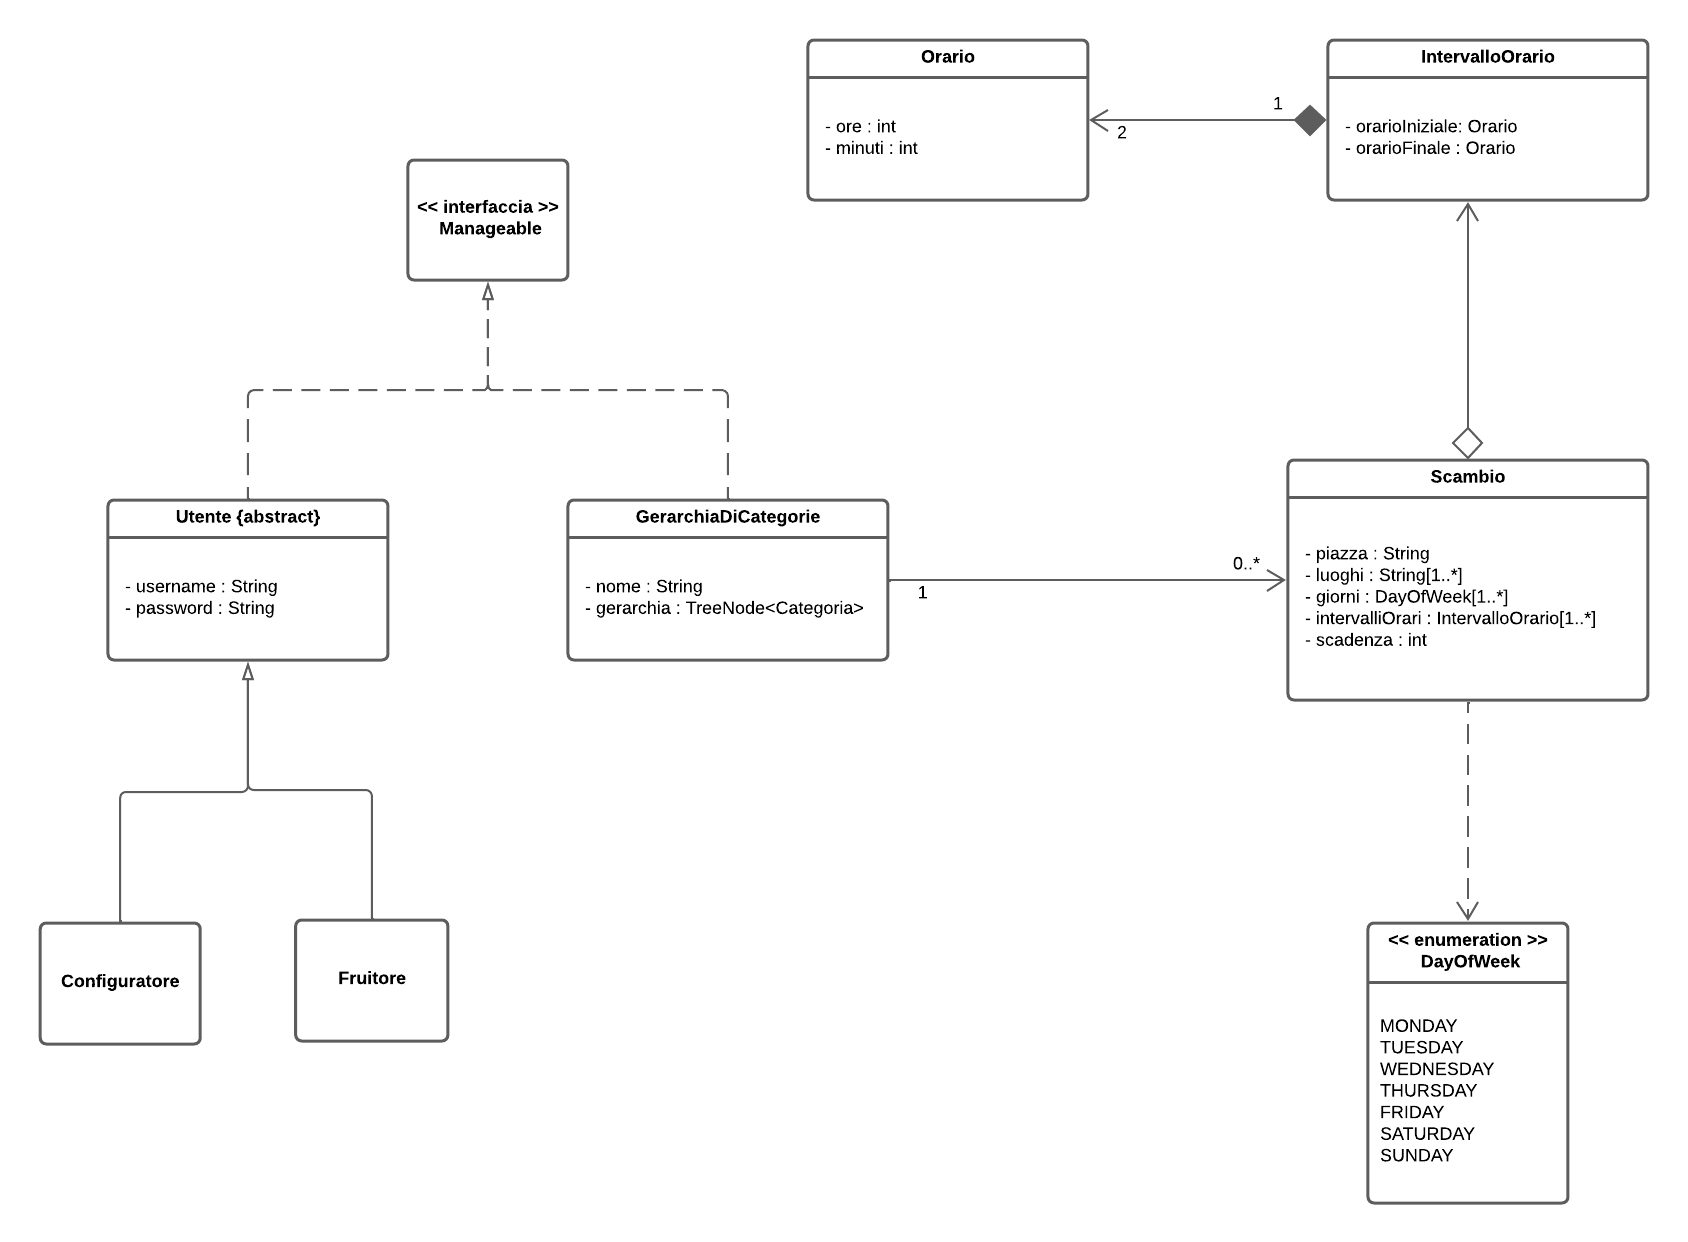 Orario
- ore : int
- minuti : int
2
1
IntervalloOrario
- orarioIniziale: Orario
- orarioFinale : Orario
<< interfaccia >>
Manageable
Utente {abstract}
- username : String
- password : String
GerarchiaDiCategorie
- nome : String
- gerarchia : TreeNode<Categoria>
1
0..*
Scambio
- piazza : String
- luoghi : String[1..*]
- giorni : DayOfWeek[1..*]
- intervalliOrari : IntervalloOrario[1..*]
- scadenza : int
Configuratore
Fruitore
<< enumeration >>
DayOfWeek
MONDAY
TUESDAY
WEDNESDAY
THURSDAY
FRIDAY
SATURDAY
SUNDAY